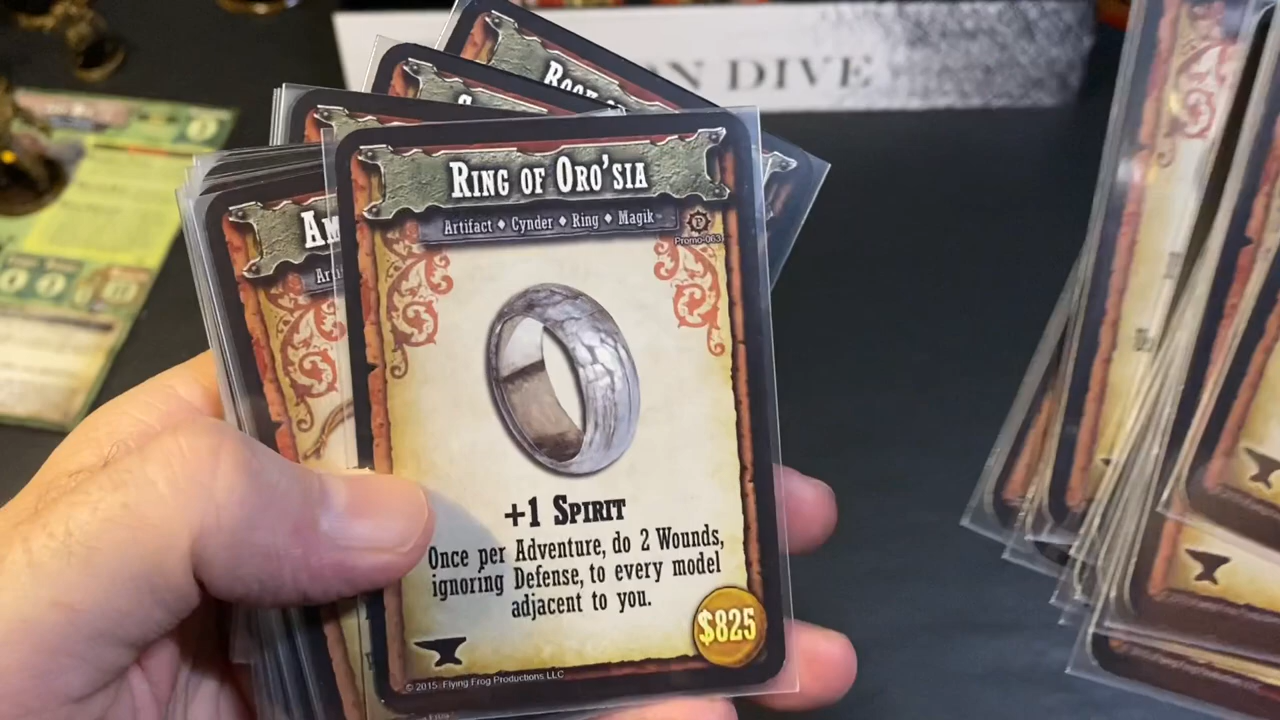 DIVE
RING OF ORO'SIA
Artifact ◆ Cynder ◆ Ring ◆ Magik
Promo-063
+1 SPIRIT
Once per Adventure, do 2 Wounds,
ignoring Defense, to every model
adjacent to you.
$825
© 2015 Flying Frog Productions LLC